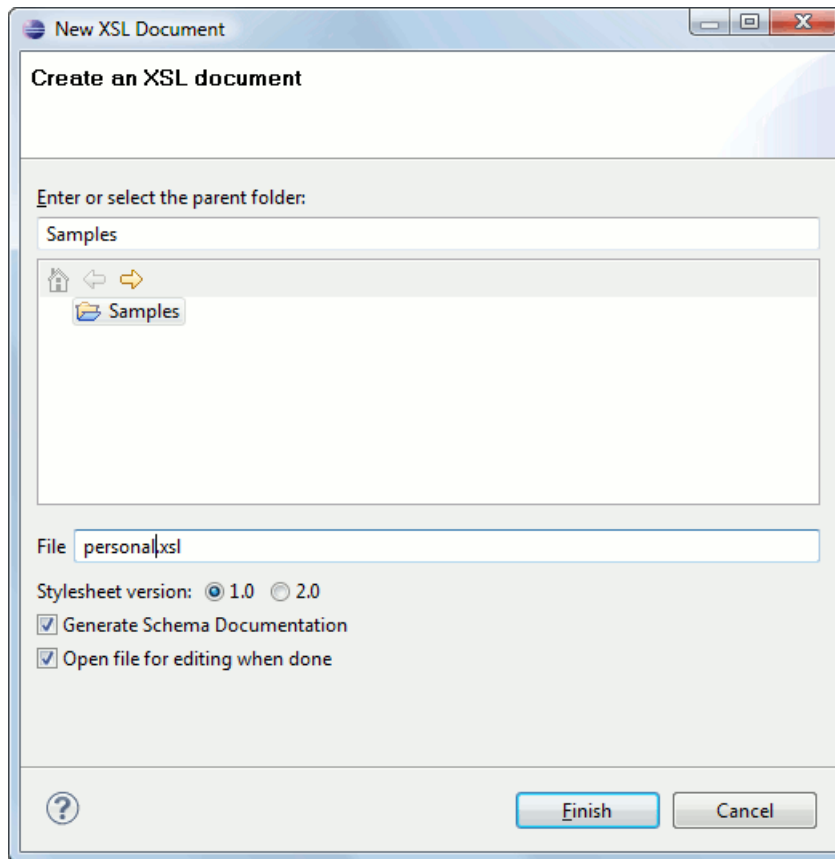 New XSL Document
Create an XSL document
Enter or select the parent folder:
Samples
Samples
File personal.xsl
Stylesheet version: 1.0 2.0
Generate Schema Documentation
Open file for editing when done
? Finish Cancel